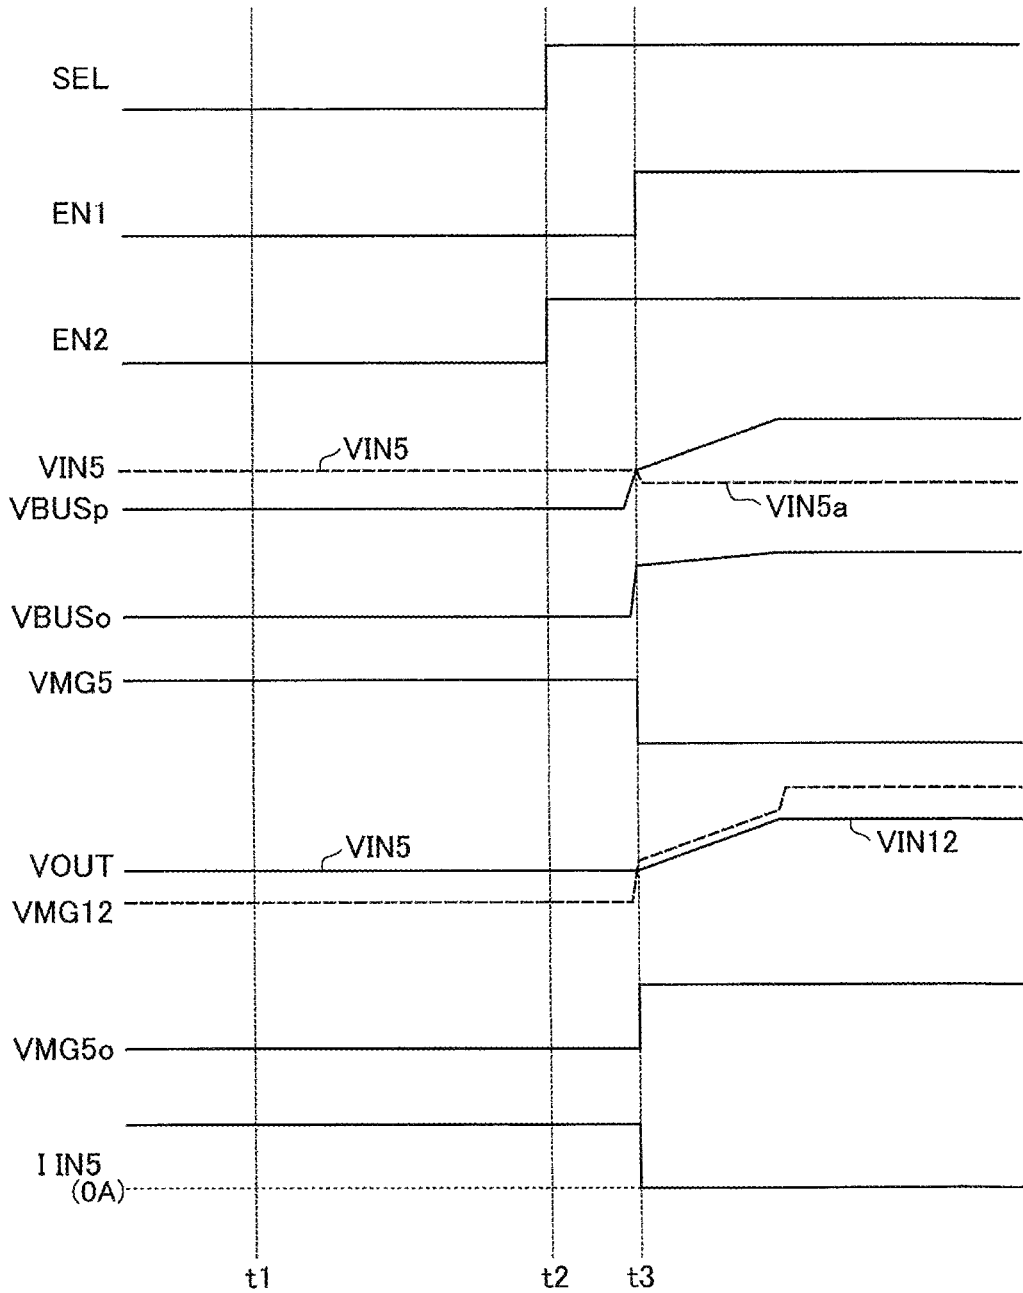 SEL
EN1
EN2
VIN5
VIN5
VBUSp
VIN5a
VBUSo
VMG5
VIN5
VIN12
VOUT
VMG12
VMG5o
I IN5
(0A)
t1 t2 t3